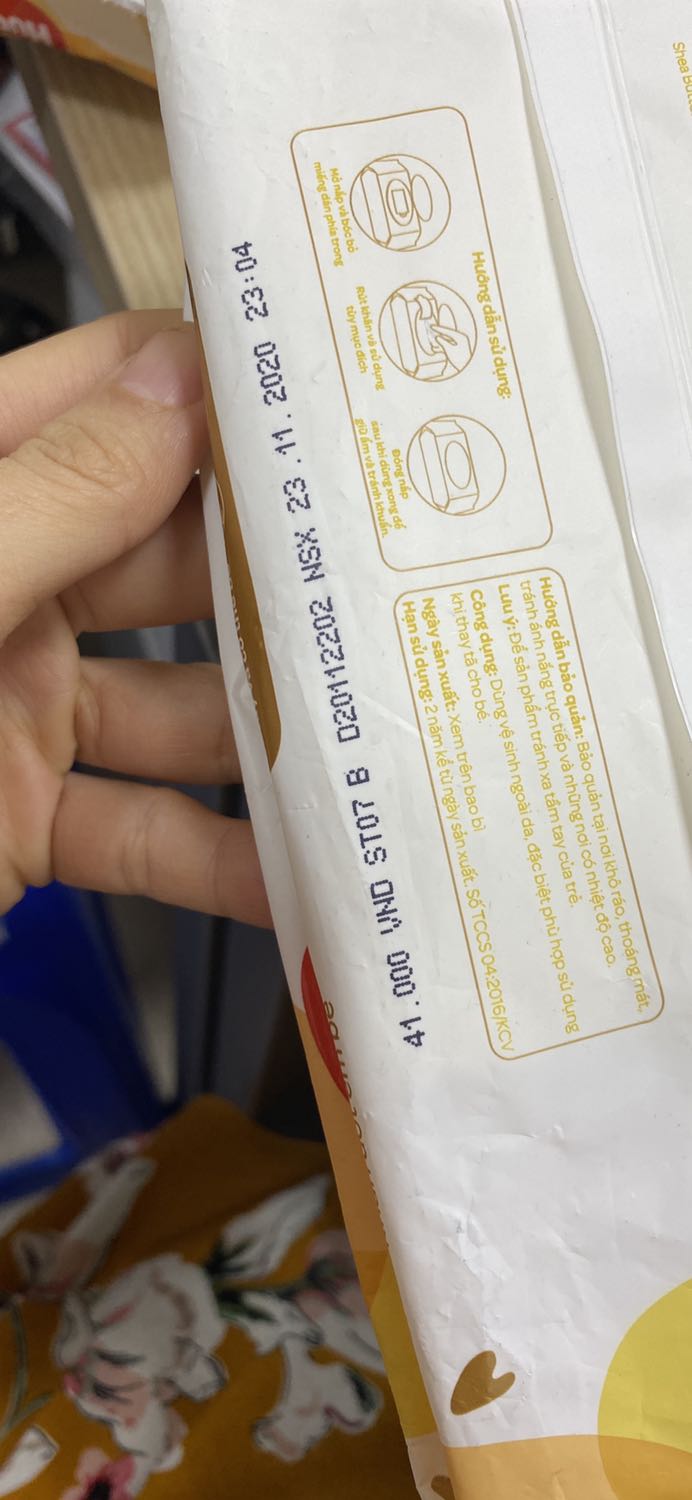 Shea
Hướng dẫn sử dụng:
Mở nắp và bóc bỏ
miếng dán phía trong
Rút khăn và sử dụng
tùy mục đích
Đóng nắp
sau khi dùng xong để
giữ ẩm và tránh khuẩn.
Hướng dẫn bảo quản: Bảo quản tại nơi khô ráo, thoáng mát,
tránh ánh nắng trực tiếp và những nơi có nhiệt độ cao.
Lưu ý: Để sản phẩm tránh xa tầm tay của trẻ.
Công dụng: Dùng vệ sinh ngoài da, đặc biệt phù hợp sử dụng
khi thay tã cho bé.
Ngày sản xuất: Xem trên bao bì
Hạn sử dụng: 2 năm kể từ ngày sản xuất. Số TCCS 04:2016/KCV
41.000 VND ST07 B D20112202 NSX 23.11.2020 23:04